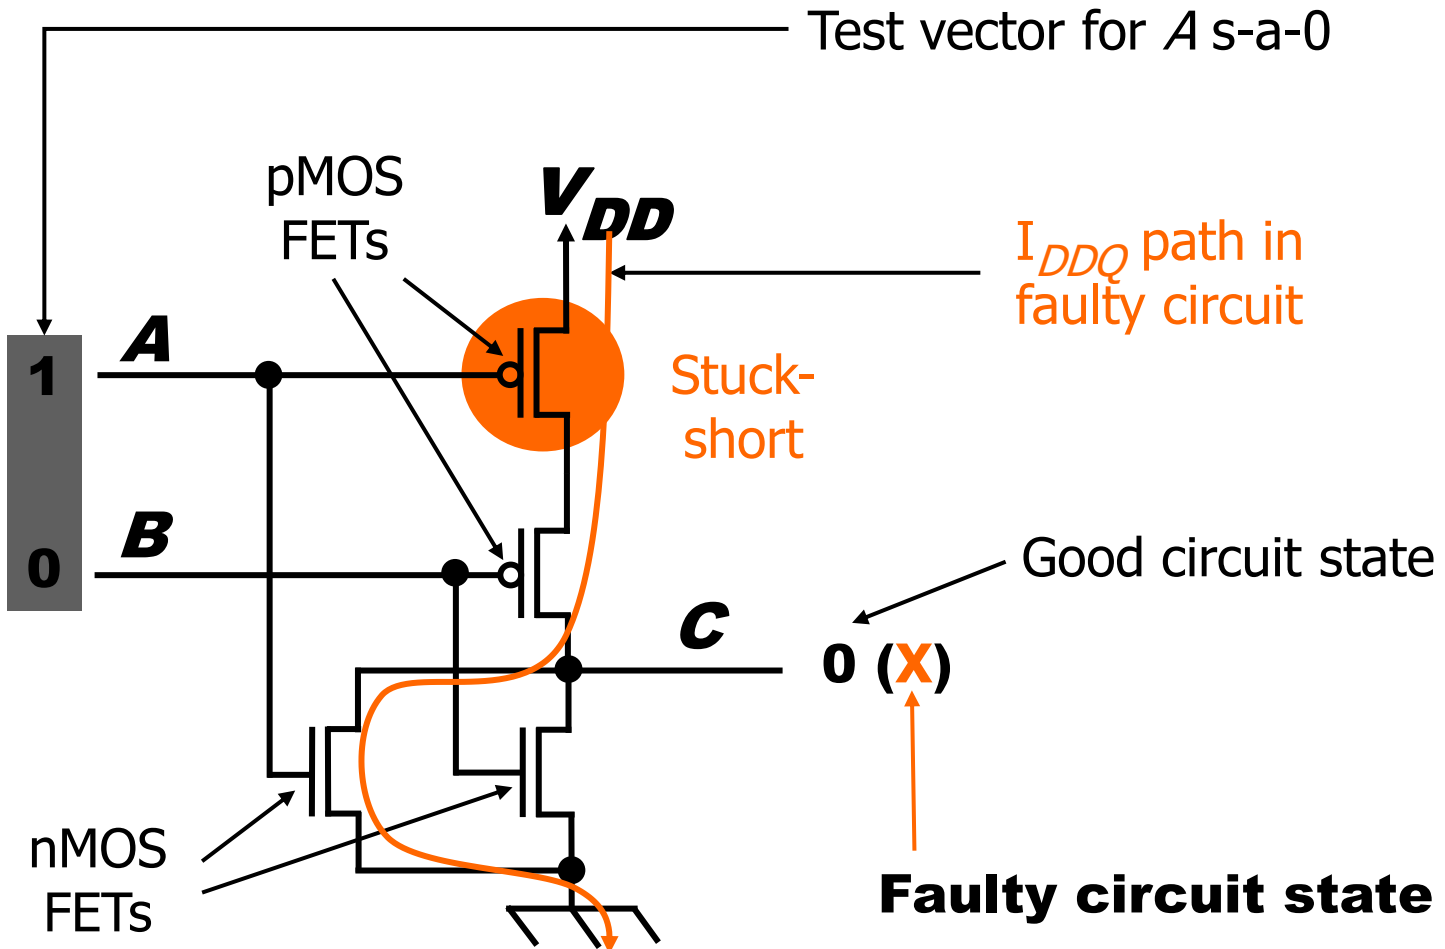 Test vector for A s-a-0
pMOS
FETs
VDD
IDDQ path in
faulty circuit
A
1
Stuck-
short
B
0
Good circuit state
C
0 (X)
nMOS
FETs
Faulty circuit state